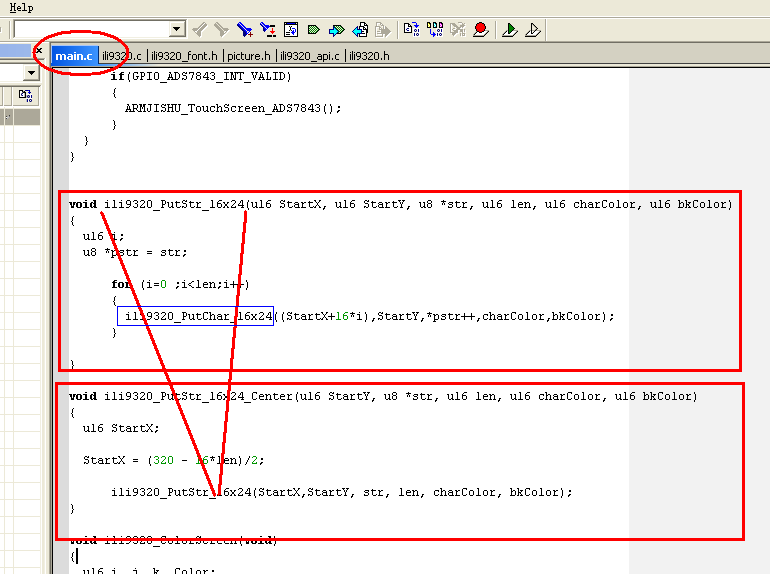 Help
main.c ili9320.c ili9320_font.h picture.h ili9320_api.c ili9320.h
if(GPIO_ADS7843_INT_VALID)
{
ARMJISHU_TouchScreen_ADS7843();
}
}
}
void ili9320_PutStr_16x24(u16 StartX, u16 StartY, u8 *str, u16 len, u16 charColor, u16 bkColor)
{
u16 i;
u8 *pstr = str;
for (i=0 ;i<len;i++)
{
ili9320_PutChar_16x24((StartX+16*i),StartY,*pstr++,charColor,bkColor);
}
}
void ili9320_PutStr_16x24_Center(u16 StartY, u8 *str, u16 len, u16 charColor, u16 bkColor)
{
u16 StartX;
StartX = (320 - 16*len)/2;
ili9320_PutStr_16x24(StartX,StartY, str, len, charColor, bkColor);
}
void ili9320_ColorScreen(void)
{
u16 i, j, k, Color;